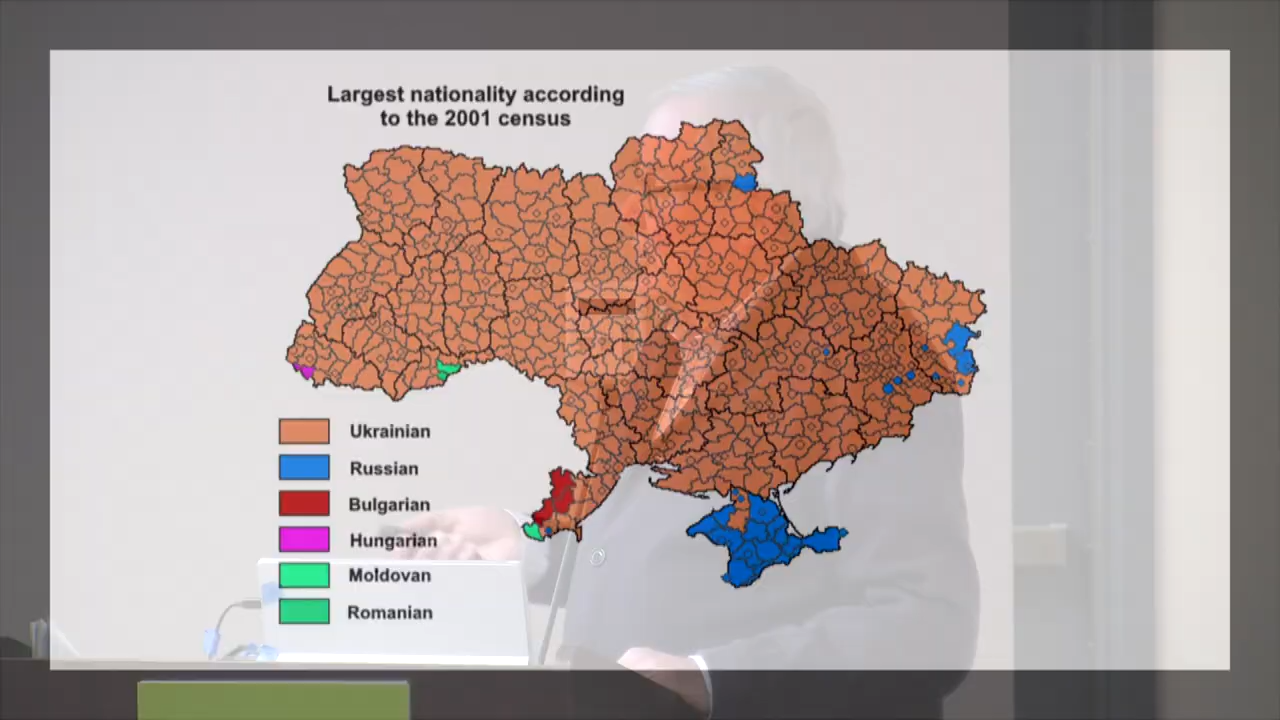 Largest nationality according
to the 2001 census
Ukrainian
Russian
Bulgarian
Hungarian
Moldovan
Romanian